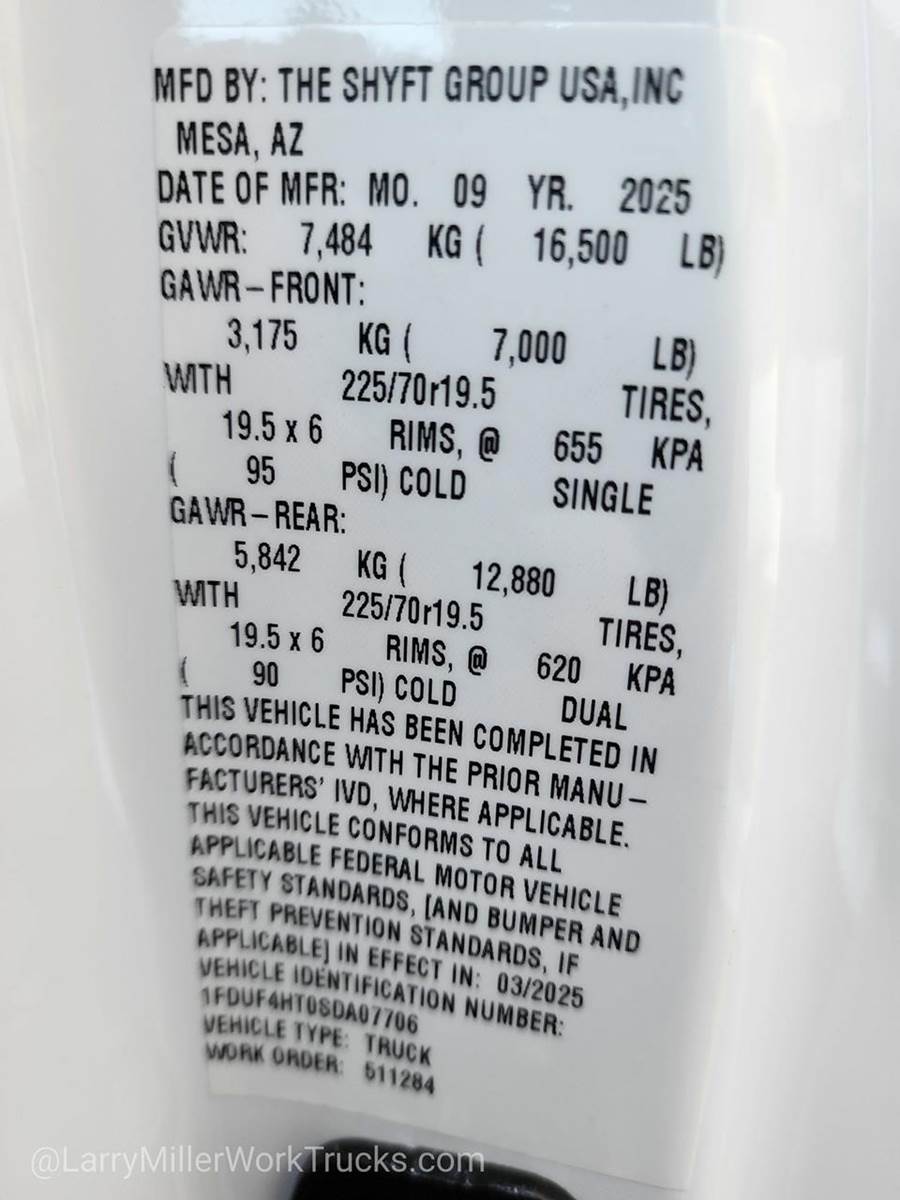 MFD BY: THE SHYFT GROUP USA, INC
MESA, AZ
DATE OF MFR: MO. 09 YR. 2025
GVWR: 7,484 KG ( 16,500 LB)
GAWR-FRONT:
3,175 KG ( 7,000 LB)
WITH 225/70r19.5 TIRES,
19.5 x 6 RIMS, @ 655 KPA
( 95 PSI) COLD SINGLE
GAWR-REAR:
5,842 KG ( 12,880 LB)
WITH 225/70r19.5 TIRES,
19.5 x 6 RIMS, @ 620 KPA
( 90 PSI) COLD DUAL
THIS VEHICLE HAS BEEN COMPLETED IN
ACCORDANCE WITH THE PRIOR MANU-
FACTURERS' IVD, WHERE APPLICABLE.
THIS VEHICLE CONFORMS TO ALL
APPLICABLE FEDERAL MOTOR VEHICLE
SAFETY STANDARDS, [AND BUMPER AND
THEFT PREVENTION STANDARDS, IF
APPLICABLE] IN EFFECT IN: 03/2025
VEHICLE IDENTIFICATION NUMBER:
1FDUF4HT0SDA07706
VEHICLE TYPE: TRUCK
WORK ORDER: 511284
@LarryMillerWorkTrucks.com